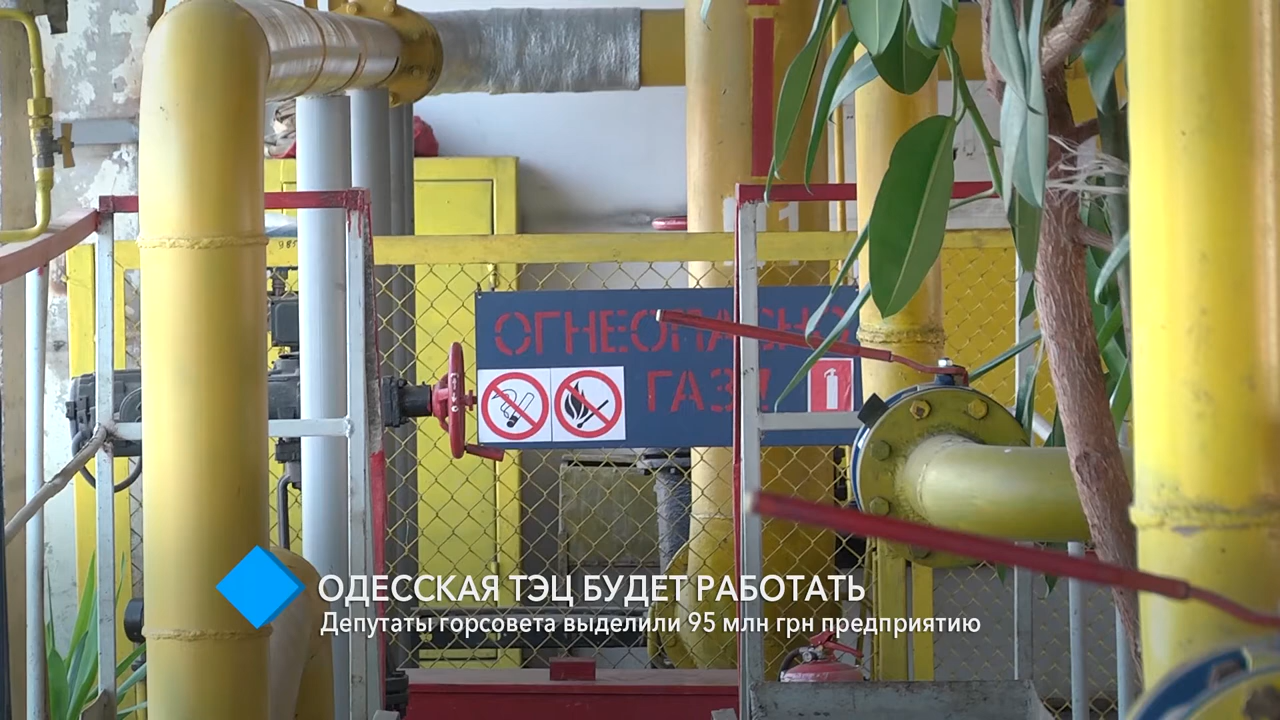 ОГНЕОПАСНО
ГАЗ!
ОДЕССКАЯ ТЭЦ БУДЕТ РАБОТАТЬ
Депутаты горсовета выделили 95 млн грн предприятию